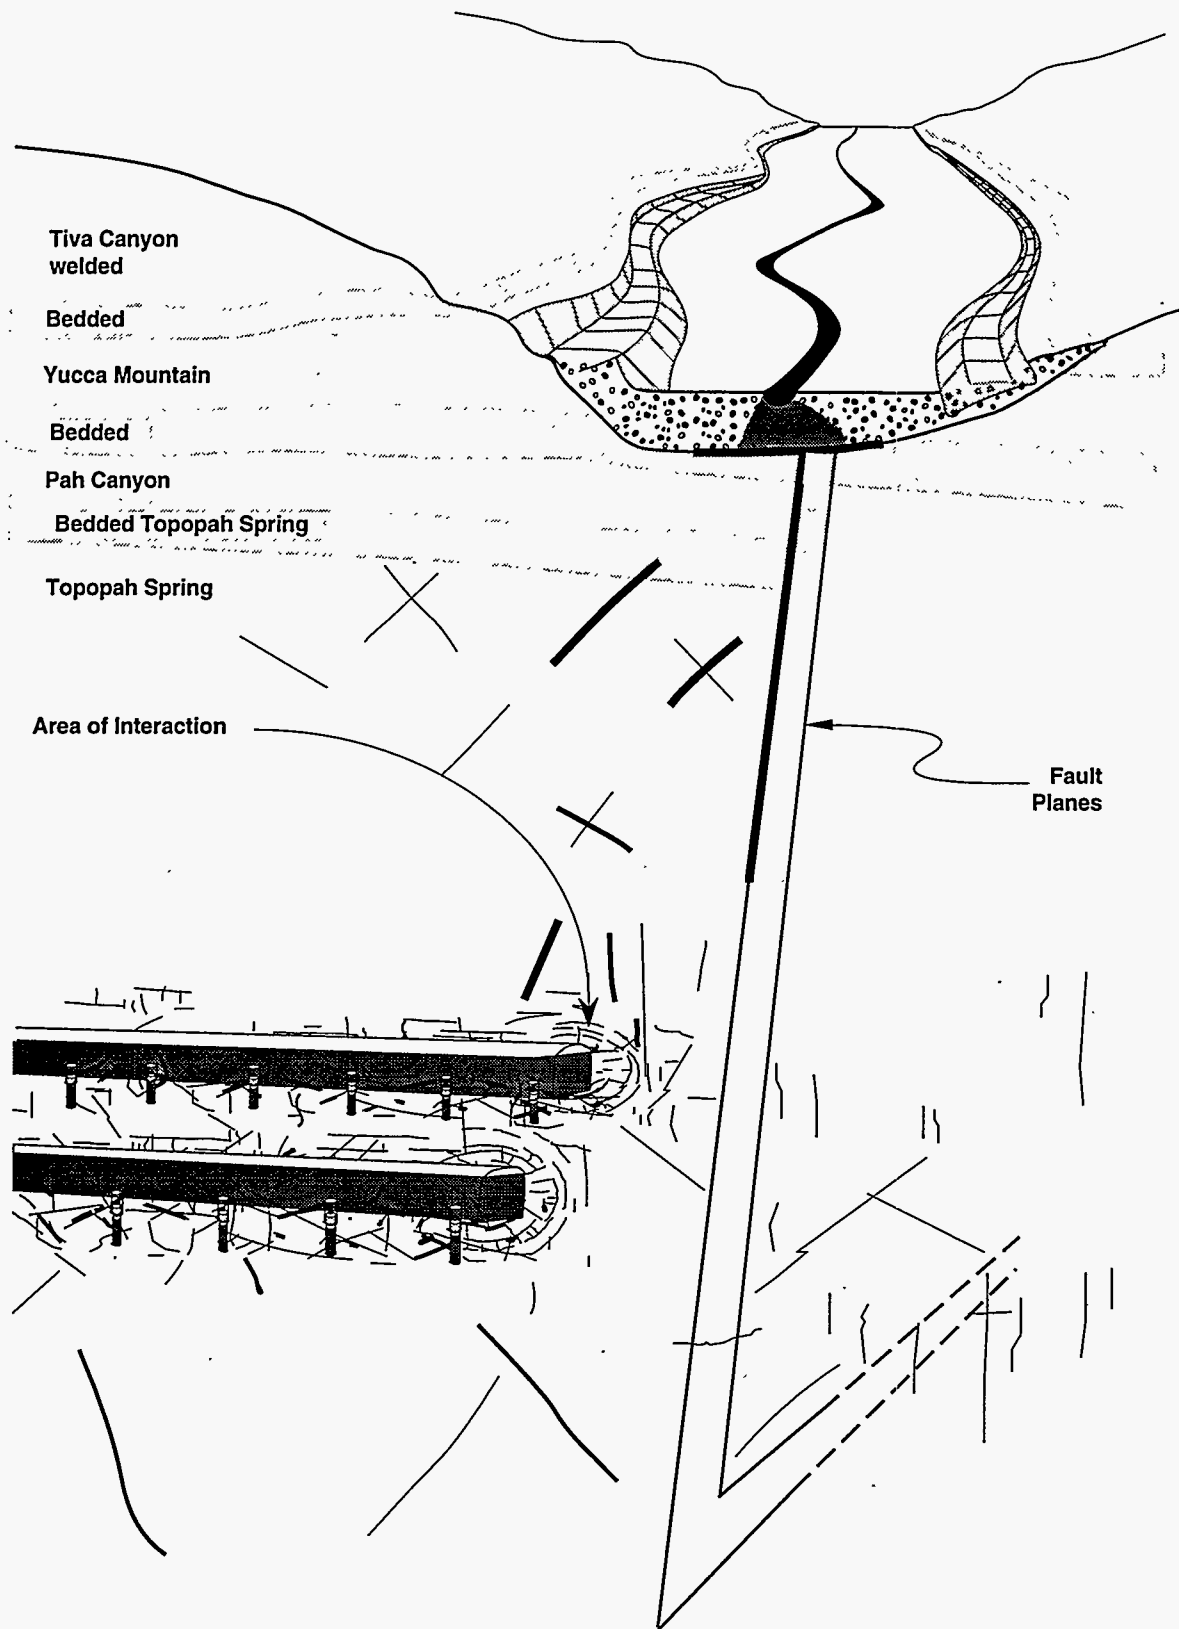 Tiva Canyon
welded
Bedded
Yucca Mountain
Bedded
Pah Canyon
Bedded Topopah Spring
Topopah Spring
Area of Interaction
Fault
Planes